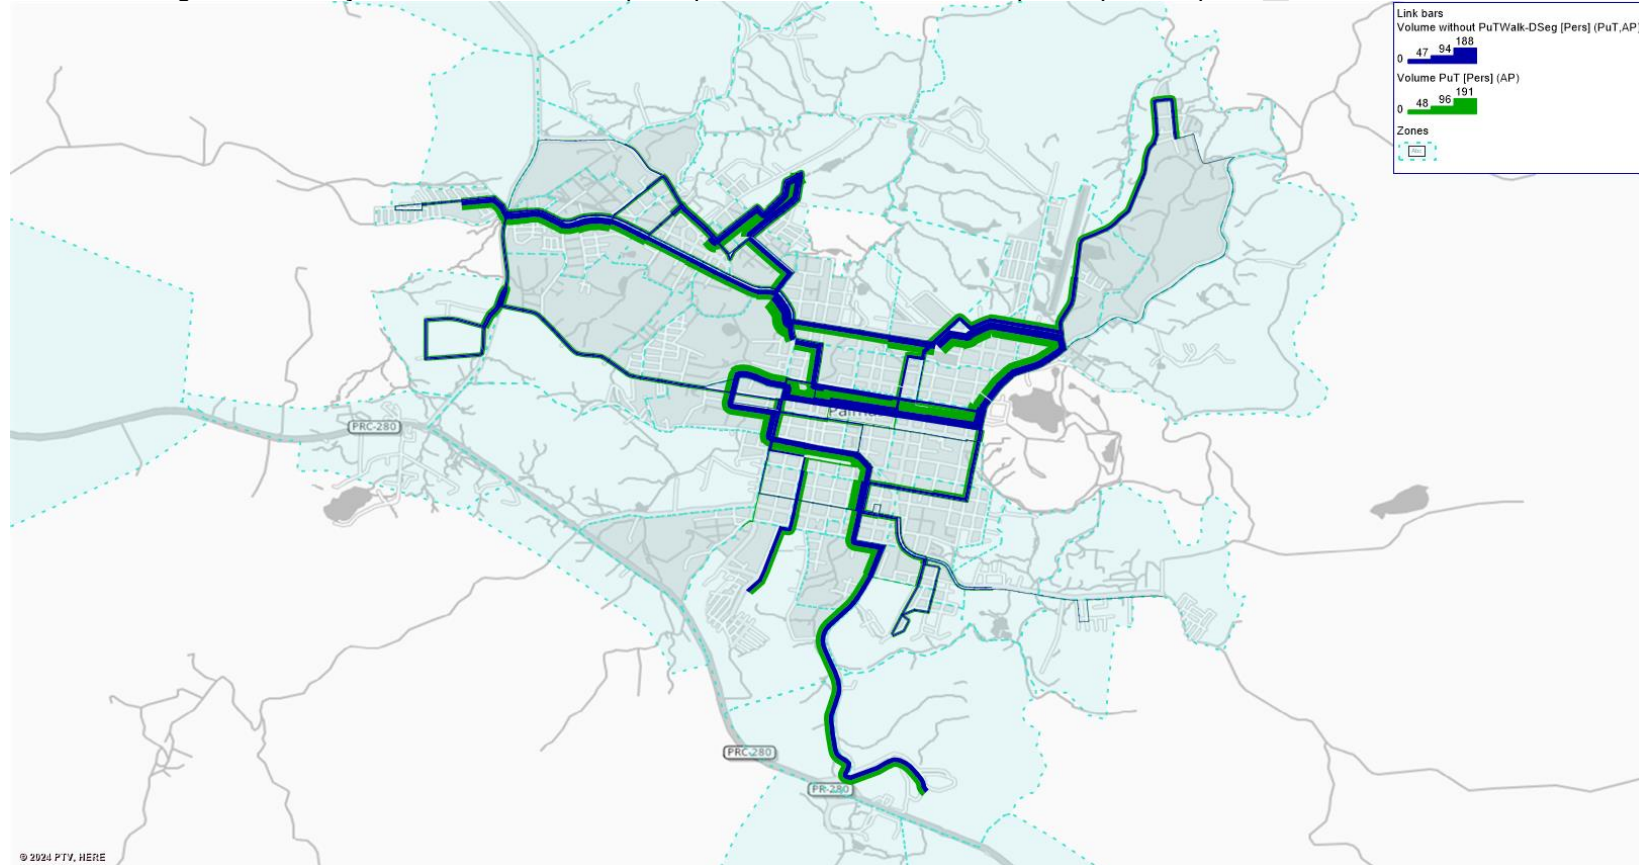 Link bars
Volume without PuTWalk-DSeg [Pers] (PuT,AP)
0 47 94 188
Volume PuT [Pers] (AP)
0 48 96 191
Zones
PRC-280
PRC-280
PR-280
© 2024 PTV, HERE